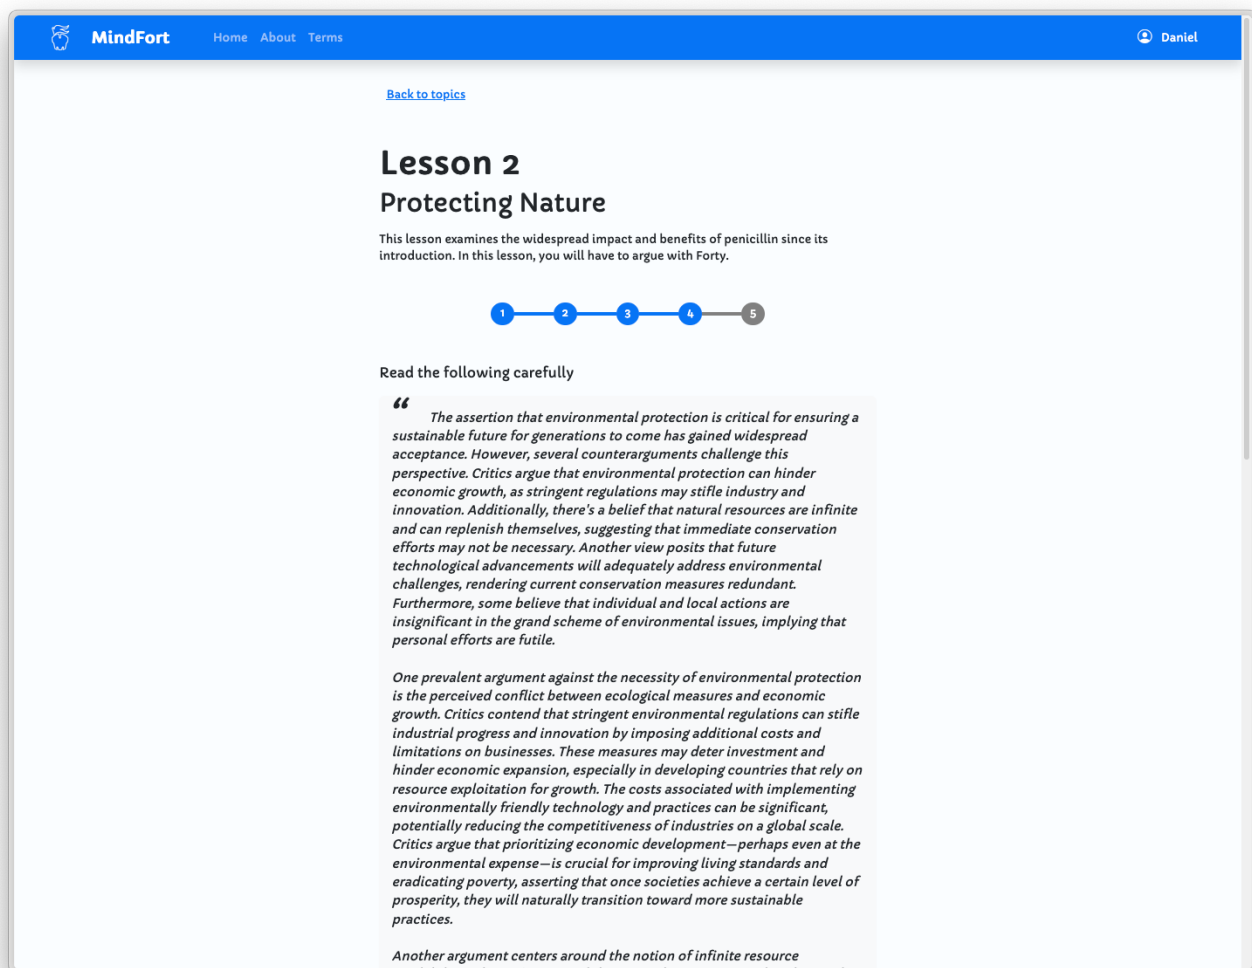 MindFort
Home About Terms
Daniel
Back to topics
Lesson 2
Protecting Nature
This lesson examines the widespread impact and benefits of penicillin since its
introduction. In this lesson, you will have to argue with Forty.
1 2 3 4 5
Read the following carefully
“ The assertion that environmental protection is critical for ensuring a
sustainable future for generations to come has gained widespread
acceptance. However, several counterarguments challenge this
perspective. Critics argue that environmental protection can hinder
economic growth, as stringent regulations may stifle industry and
innovation. Additionally, there's a belief that natural resources are infinite
and can replenish themselves, suggesting that immediate conservation
efforts may not be necessary. Another view posits that future
technological advancements will adequately address environmental
challenges, rendering current conservation measures redundant.
Furthermore, some believe that individual and local actions are
insignificant in the grand scheme of environmental issues, implying that
personal efforts are futile.
One prevalent argument against the necessity of environmental protection
is the perceived conflict between ecological measures and economic
growth. Critics contend that stringent environmental regulations can stifle
industrial progress and innovation by imposing additional costs and
limitations on businesses. These measures may deter investment and
hinder economic expansion, especially in developing countries that rely on
resource exploitation for growth. The costs associated with implementing
environmentally friendly technology and practices can be significant,
potentially reducing the competitiveness of industries on a global scale.
Critics argue that prioritizing economic development—perhaps even at the
environmental expense—is crucial for improving living standards and
eradicating poverty, asserting that once societies achieve a certain level of
prosperity, they will naturally transition toward more sustainable
practices.
Another argument centers around the notion of infinite resource